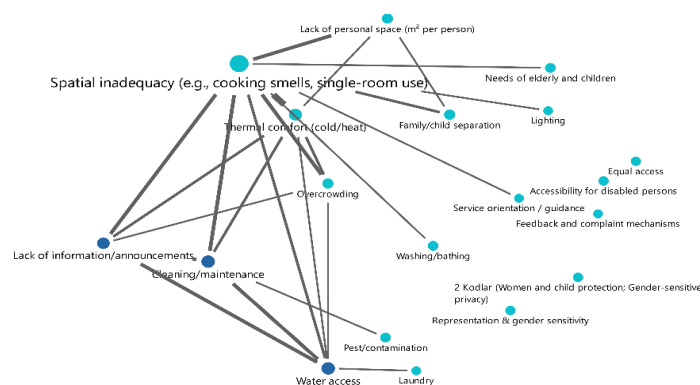 Lack of personal space (m² per person)
Spatial inadequacy (e.g., cooking smells, single-room use)
Needs of elderly and children
Thermal comfort (cold/heat)
Family/child separation
Lighting
Equal access
Accessibility for disabled persons
Overcrowding
Service orientation / guidance
Feedback and complaint mechanisms
Lack of information/announcements
Cleaning/maintenance
Washing/bathing
2 Kodlar (Women and child protection; Gender-sensitive
privacy)
Representation & gender sensitivity
Pest/contamination
Water access
Laundry